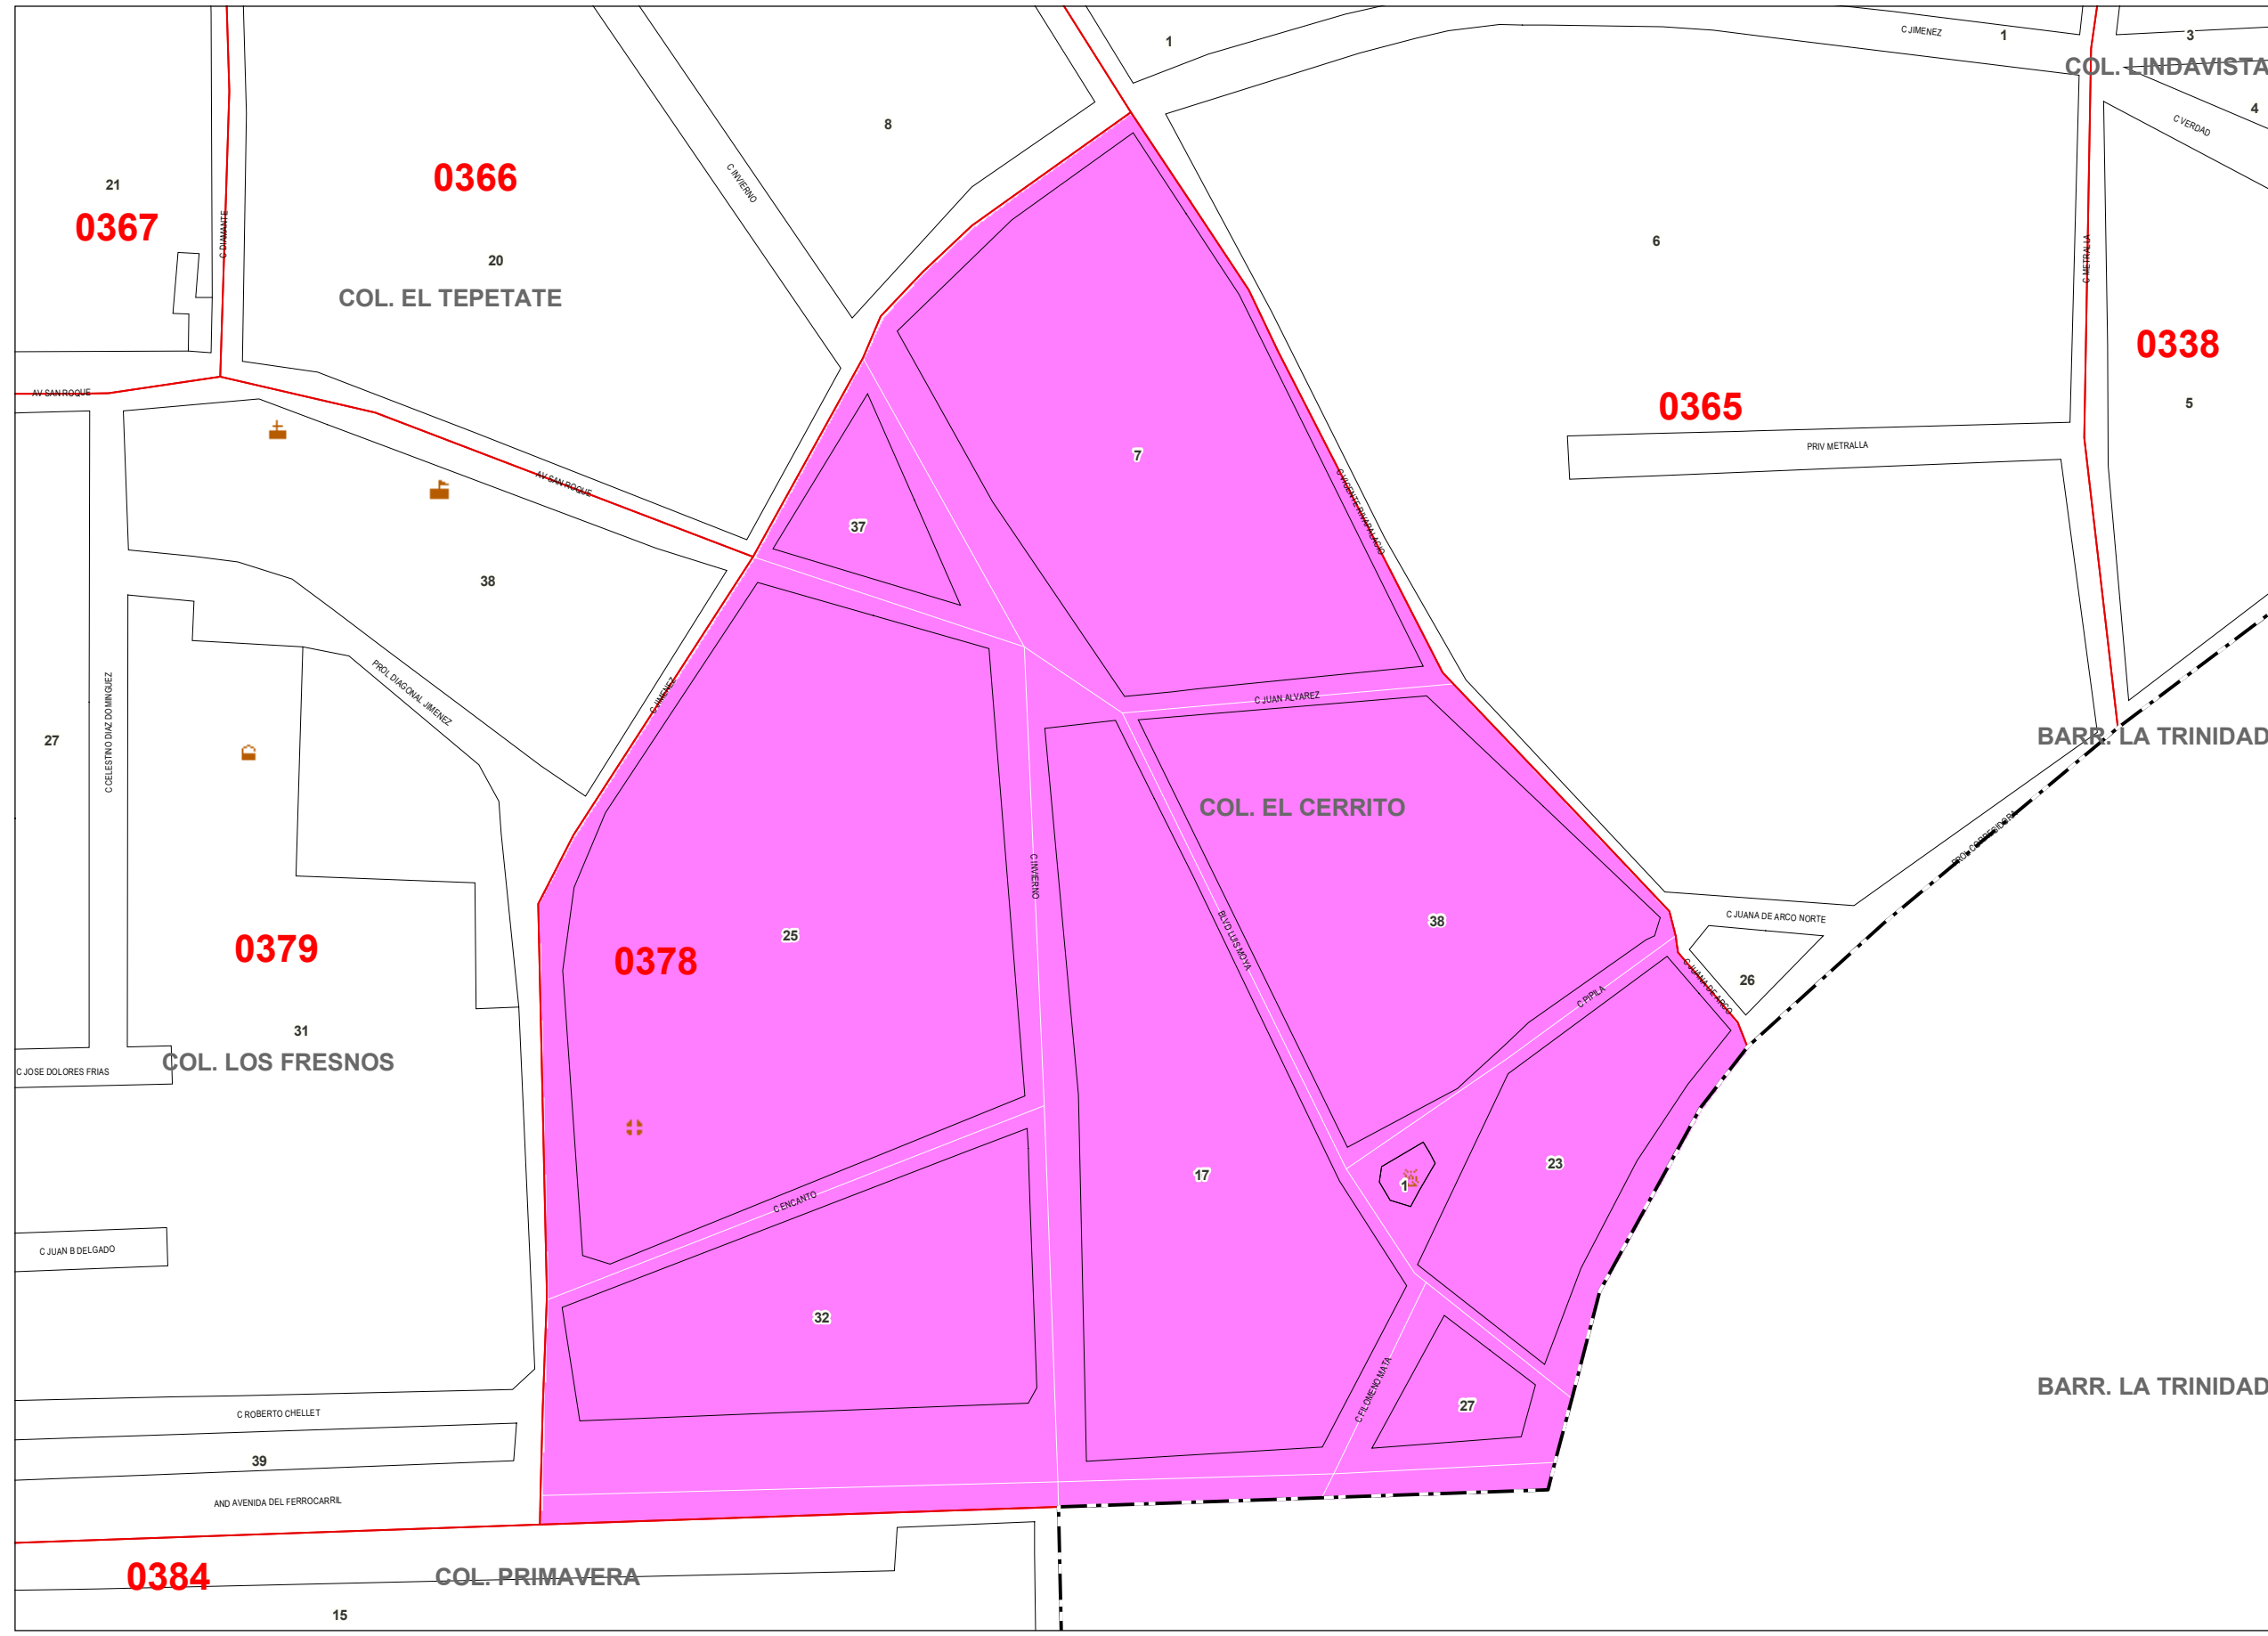 1
C JIMENEZ
1
3
COL. LINDAVISTA
4
C VERDAD
8
21
0366
0367
C DIAMANTE
C INVIERNO
20
COL. EL TEPETATE
6
C METRALLA
0338
5
0365
PRIV METRALLA
AV SAN ROQUE
AV SAN ROQUE
7
C VICENTE RIVAPALACIO
37
38
PROL DIAGONAL JIMENEZ
C JIMENEZ
C JUAN ALVAREZ
27
C CELESTINO DIAZ DOMINGUEZ
BARR. LA TRINIDAD
COL. EL CERRITO
PROL CORREGIDORA
C INVIERNO
BLVD LUIS MOYA
38
C JUANA DE ARCO NORTE
25
0379
0378
C JUANA DE ARCO
26
C PIPILA
31
COL. LOS FRESNOS
C JOSE DOLORES FRIAS
17
1
23
C ENCANTO
C JUAN B DELGADO
32
C FILOMENO MATA
BARR. LA TRINIDAD
27
C ROBERTO CHELLET
39
AND AVENIDA DEL FERROCARRIL
0384
COL. PRIMAVERA
15